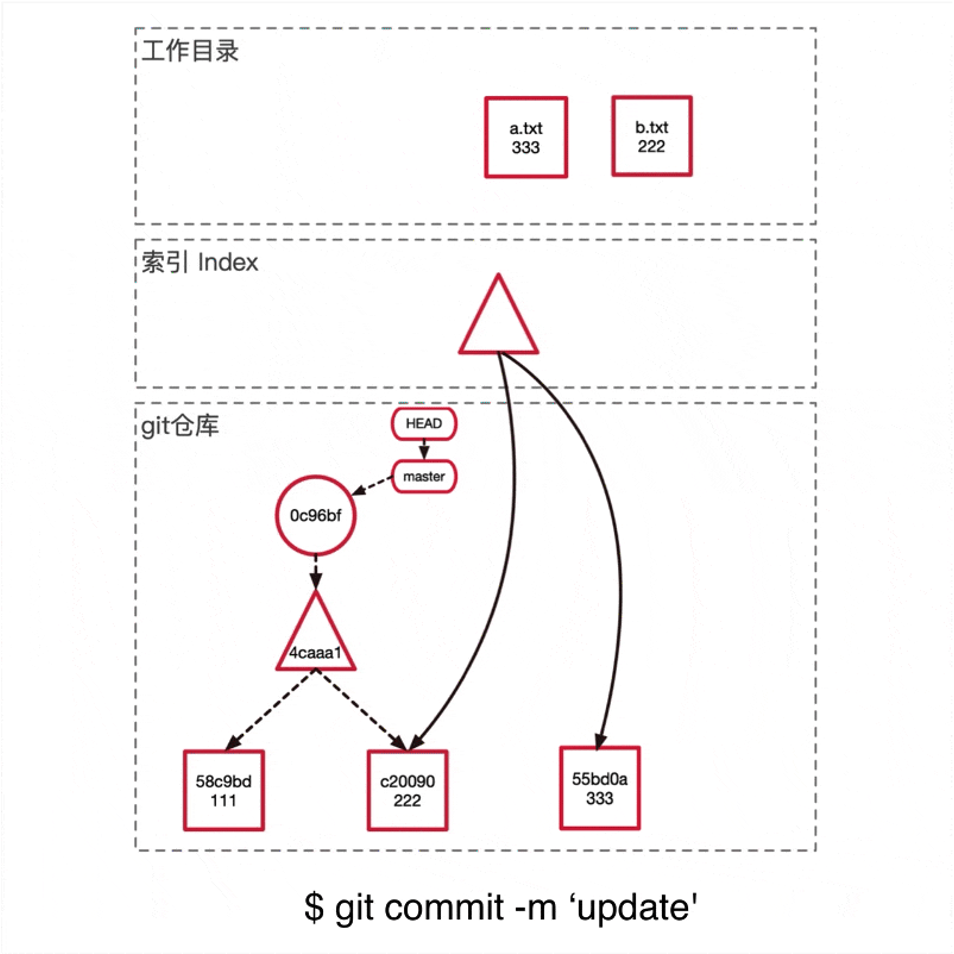 工作目录
a.txt
333
b.txt
222
索引 Index
git仓库
HEAD
master
0c96bf
4caaa1
58c9bd
111
c20090
222
55bd0a
333
$ git commit -m ‘update'